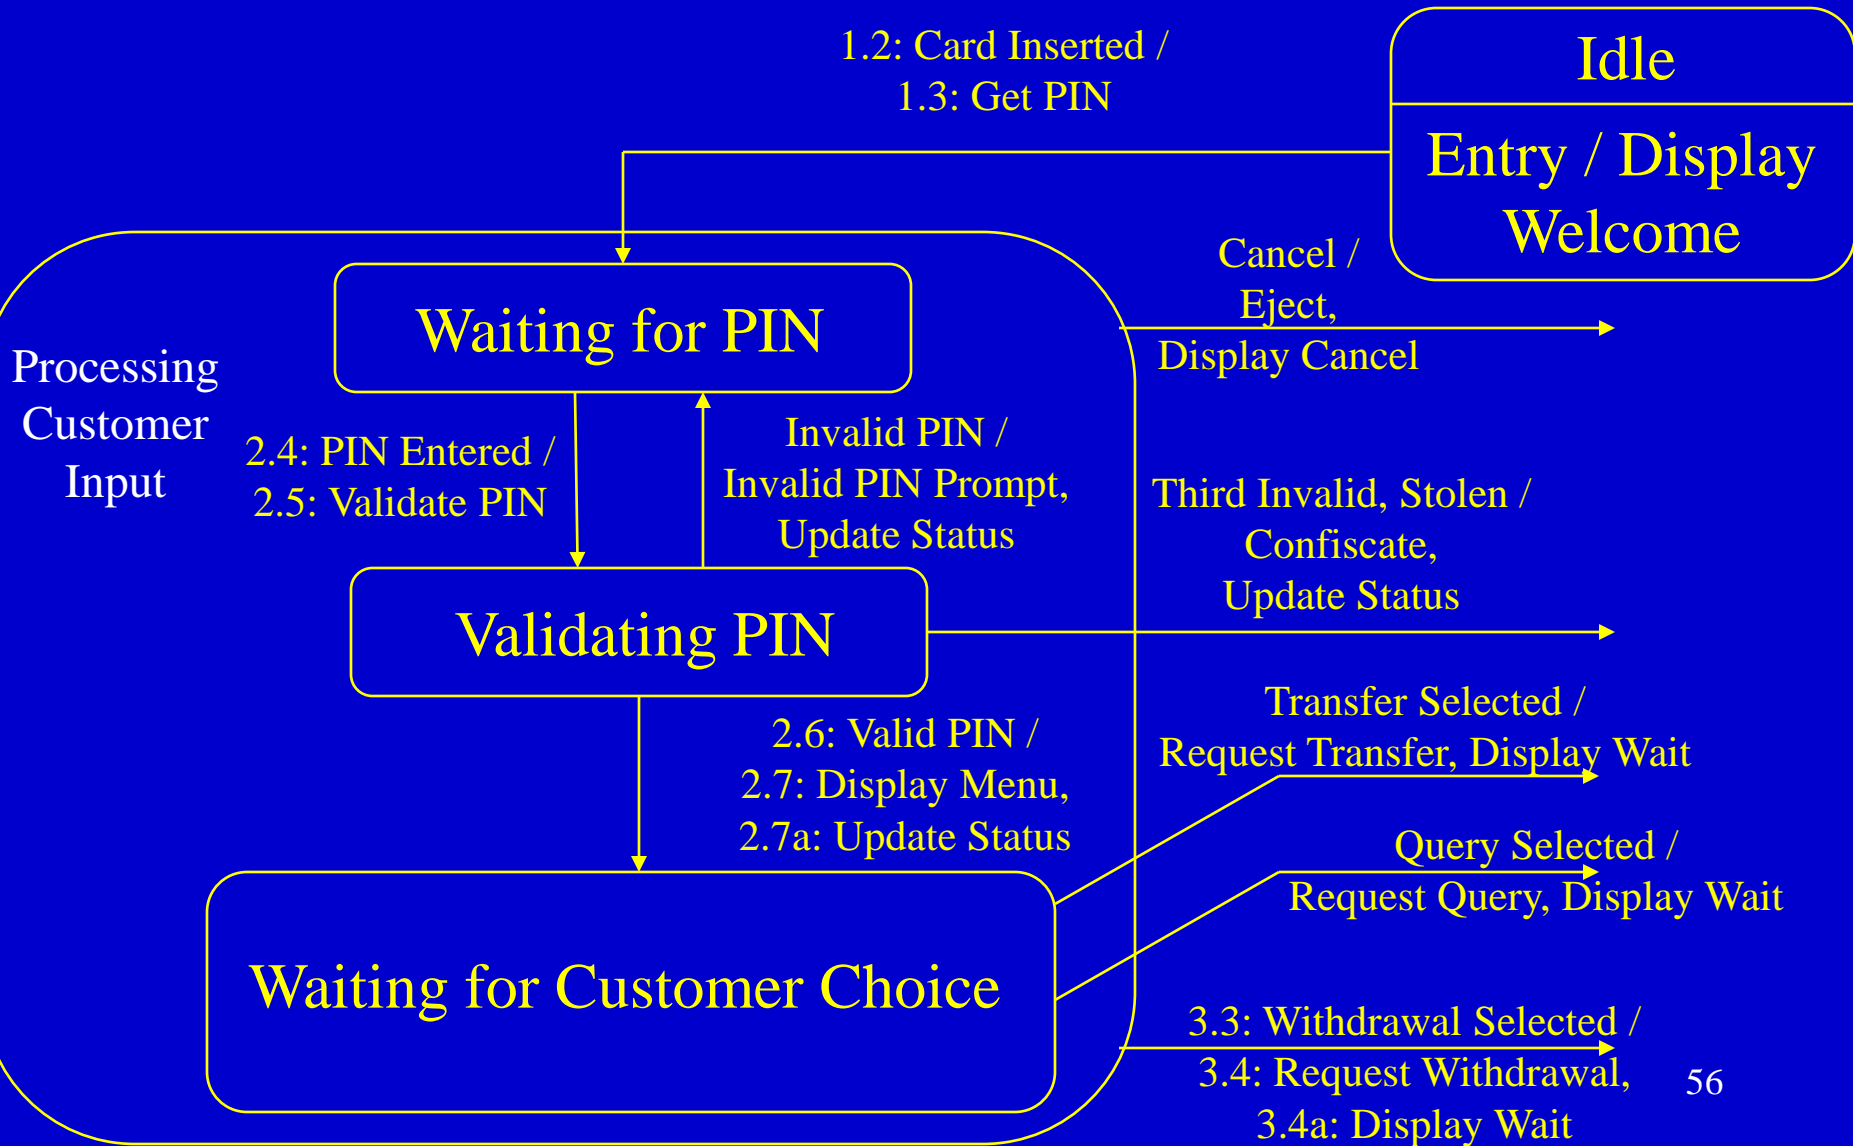 1.2: Card Inserted /
1.3: Get PIN
Idle
Entry / Display
Welcome
Processing
Customer
Input
Waiting for PIN
Cancel /
Eject,
Display Cancel
2.4: PIN Entered /
2.5: Validate PIN
Invalid PIN /
Invalid PIN Prompt,
Update Status
Third Invalid, Stolen /
Confiscate,
Update Status
Validating PIN
2.6: Valid PIN /
2.7: Display Menu,
2.7a: Update Status
Transfer Selected /
Request Transfer, Display Wait
Query Selected /
Request Query, Display Wait
Waiting for Customer Choice
3.3: Withdrawal Selected /
3.4: Request Withdrawal,
3.4a: Display Wait
56